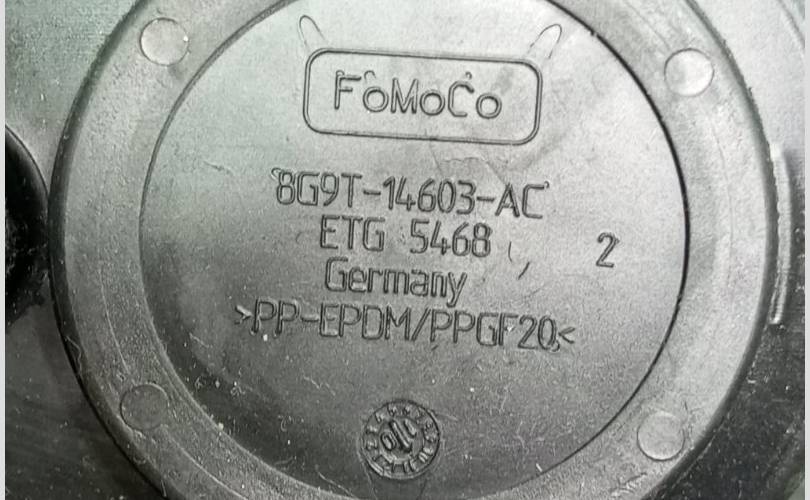 FoMoCo
8G9T-14603-AC
ETG 5468
2
Germany
>PP-EPDM/PPGF20<